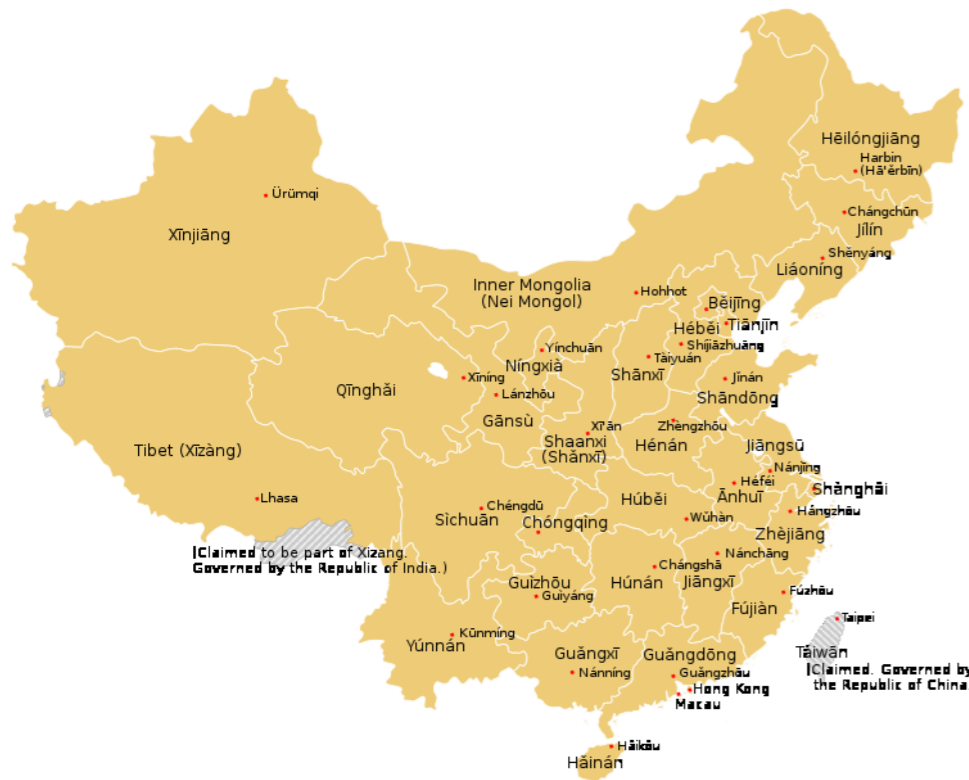 Hēilóngjiāng
Harbin
(Hā'ěrbīn)
Ürümqi
Chángchūn
Jílín
Xīnjiāng
Shěnyáng
Liáoníng
Inner Mongolia
(Nei Mongol)
Hohhot
Běijīng
Tiānjīn
Héběi
Shíjiāzhuāng
Yínchuān
Níngxià
Tàiyuán
Shānxī
Xīníng
Jǐnán
Qīnghǎi
Lánzhōu
Shāndōng
Gānsù
Xī'ān
Zhèngzhōu
Shaanxi
(Shǎnxī)
Hénán
Jiāngsū
Tibet (Xīzàng)
Nánjīng
Héféi
Shànghǎi
Ānhuī
Lhasa
Húběi
Chéngdū
Sìchuān
Hángzhōu
Wǔhàn
Chóngqìng
Zhèjiāng
(Claimed to be part of Xizang.
Governed by the Republic of India.)
Nánchāng
Chángshā
Guìzhōu
Húnán
Jiāngxī
Guìyáng
Fúzhōu
Fújiàn
Taipei
Kūnmíng
Yúnnán
Táiwān
Guǎngxī
Guǎngdōng
(Claimed. Governed by
the Republic of China.
Nánníng
Guǎngzhōu
Hong Kong
Macau
Hǎikǒu
Hǎinán